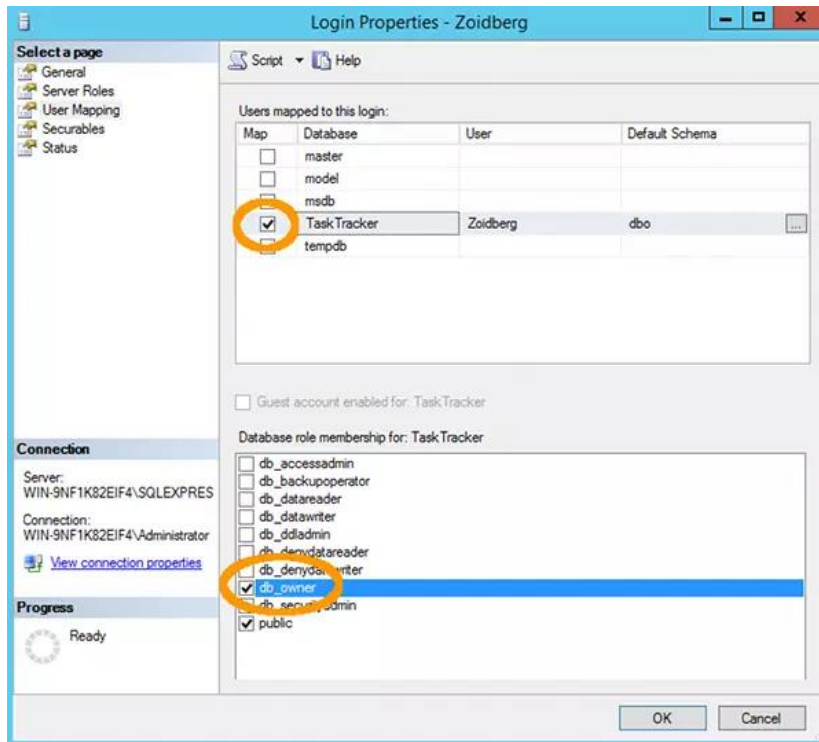 Login Properties - Zoidberg
Select a page
General
Server Roles
User Mapping
Securables
Status
Script
Help
Users mapped to this login:
Map Database User Default Schema
master
model
msdb
TaskTracker Zoidberg dbo ...
tempdb
Guest account enabled for: TaskTracker
Database role membership for: TaskTracker
db_accessadmin
db_backupoperator
db_datareader
db_datawriter
db_ddladmin
db_denydatareader
db_denydatawriter
db_owner
db_securityadmin
public
Connection
Server:
WIN-9NF1K82EIF4\SQLEXPRES
Connection:
WIN-9NF1K82EIF4\Administrator
View connection properties
Progress
Ready
OK
Cancel